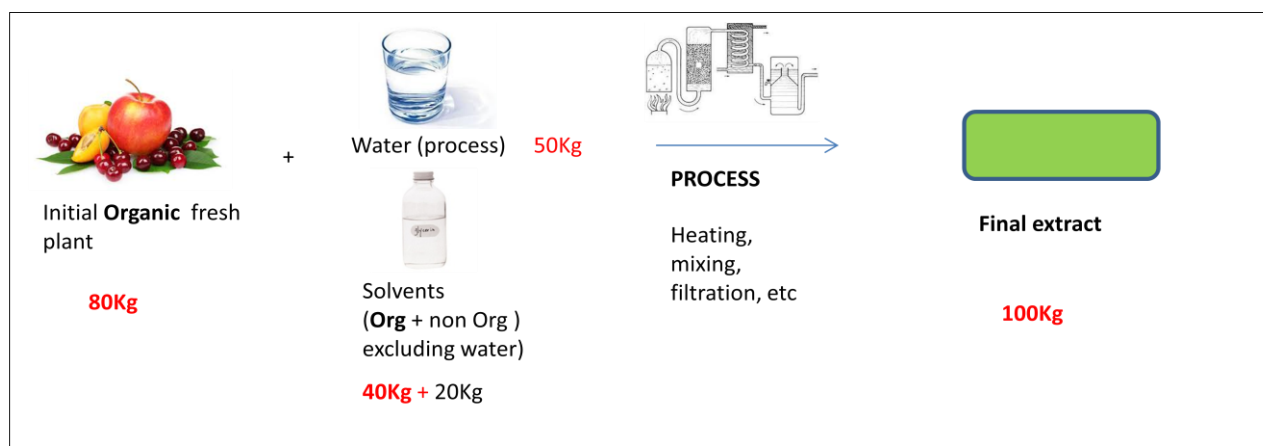 Initial Organic fresh
plant
80Kg
+
Water (process) 50Kg
Solvents
(Org + non Org )
excluding water)
40Kg + 20Kg
PROCESS
Heating,
mixing,
filtration, etc
Final extract
100Kg